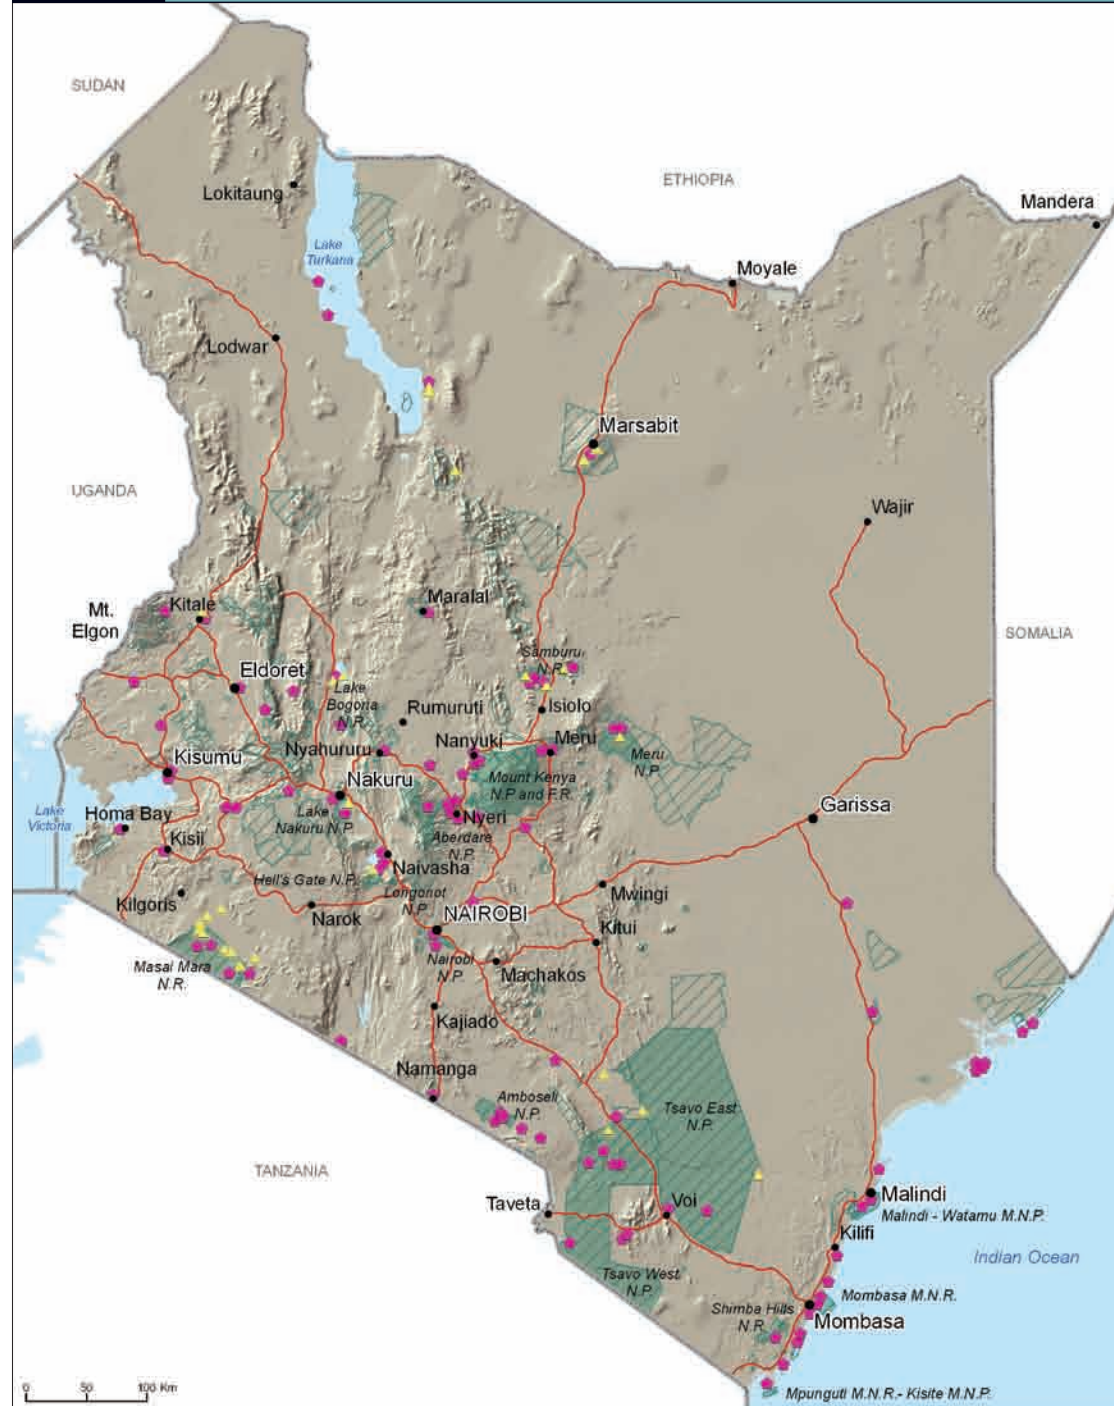 SUDAN
ETHIOPIA
Mandera
Lokitaung
Lake
Turkana
Moyale
Lodwar
Marsabit
UGANDA
Wajir
Mt.
Elgon
Kitale
Maralal
SOMALIA
Samburu
N.R.
Eldoret
Lake
Bogoria
N.P.
Rumuruti
Isiolo
Nyahururu
Nanyuki
Meru
Meru
N.P.
Kisumu
Nakuru
Mount Kenya
N.P. and F.R.
Lake
Victoria
Homa Bay
Lake
Nakuru N.P.
Nyeri
Garissa
Kisii
Aberdare
N.P.
Naivasha
Hell's Gate N.P.
Longonot
N.P.
Mwingi
Kilgoris
Narok
NAIROBI
Kitui
Masai Mara
N.R.
Nairobi
N.P.
Machakos
Kajiado
Namanga
Amboseli
N.P.
Tsavo East
N.P.
TANZANIA
Taveta
Voi
Malindi
Malindi - Watamu M.N.P.
Kilifi
Indian Ocean
Tsavo West
N.P.
Mombasa M.N.R.
Shimba Hills
N.R.
Mombasa
0 50 100 Km
Mpunguti M.N.R.- Kisite M.N.P.